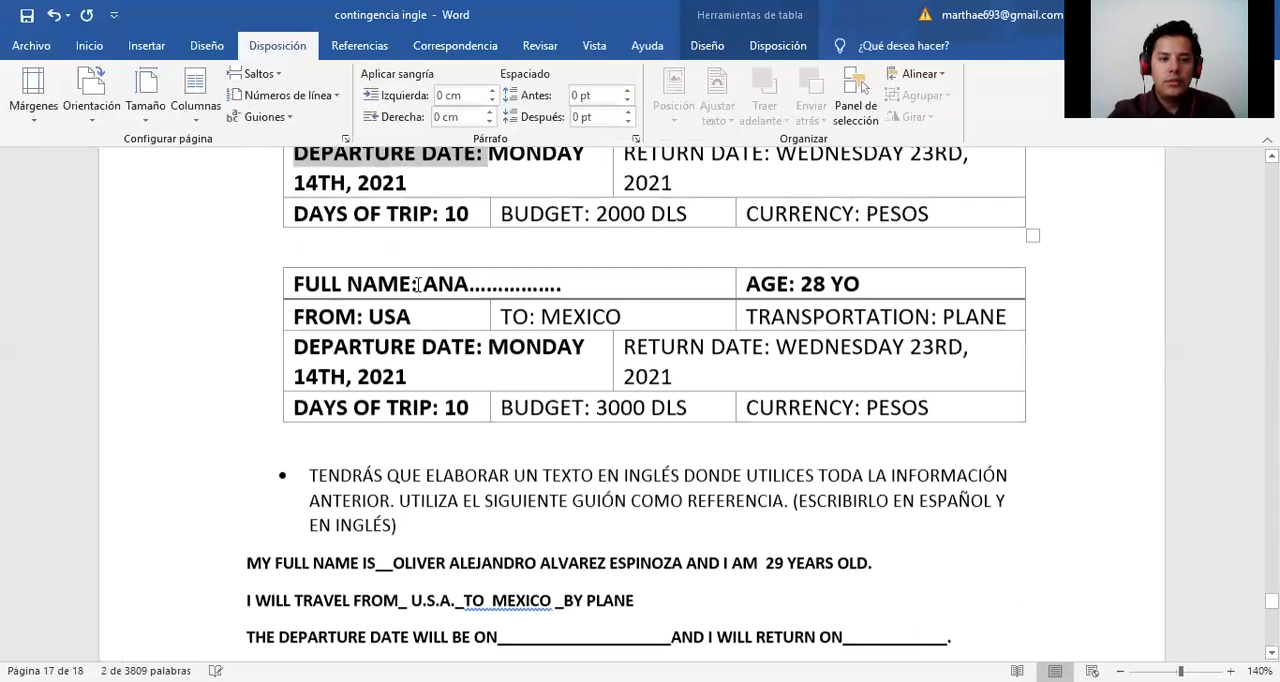 contingencia ingle - Word
Herramientas de tabla
marthae693@gmail.com
Archivo Inicio Insertar Diseño Disposición Referencias Correspondencia Revisar Vista Ayuda Diseño Disposición ¿Qué desea hacer?
Márgenes Orientación Tamaño Columnas
Saltos
Números de línea
Guiones
Configurar página
Aplicar sangría
Izquierda: 0 cm
Derecha: 0 cm
Espaciado
Antes: 0 pt
Después: 0 pt
Párrafo
Posición
Ajustar texto
Traer adelante
Enviar atrás
Panel de selección
Alinear
Agrupar
Girar
Organizar
DEPARTURE DATE: MONDAY 14TH, 2021
RETURN DATE: WEDNESDAY 23RD, 2021
DAYS OF TRIP: 10 BUDGET: 2000 DLS CURRENCY: PESOS
FULL NAME: ANA............... AGE: 28 YO
FROM: USA TO: MEXICO TRANSPORTATION: PLANE
DEPARTURE DATE: MONDAY 14TH, 2021
RETURN DATE: WEDNESDAY 23RD, 2021
DAYS OF TRIP: 10 BUDGET: 3000 DLS CURRENCY: PESOS
• TENDRÁS QUE ELABORAR UN TEXTO EN INGLÉS DONDE UTILICES TODA LA INFORMACIÓN
ANTERIOR. UTILIZA EL SIGUIENTE GUIÓN COMO REFERENCIA. (ESCRIBIRLO EN ESPAÑOL Y
EN INGLÉS)
MY FULL NAME IS__OLIVER ALEJANDRO ALVAREZ ESPINOZA AND I AM 29 YEARS OLD.
I WILL TRAVEL FROM_ U.S.A._TO MEXICO _BY PLANE
THE DEPARTURE DATE WILL BE ON____________________AND I WILL RETURN ON____________.
Página 17 de 18 2 de 3809 palabras 140%